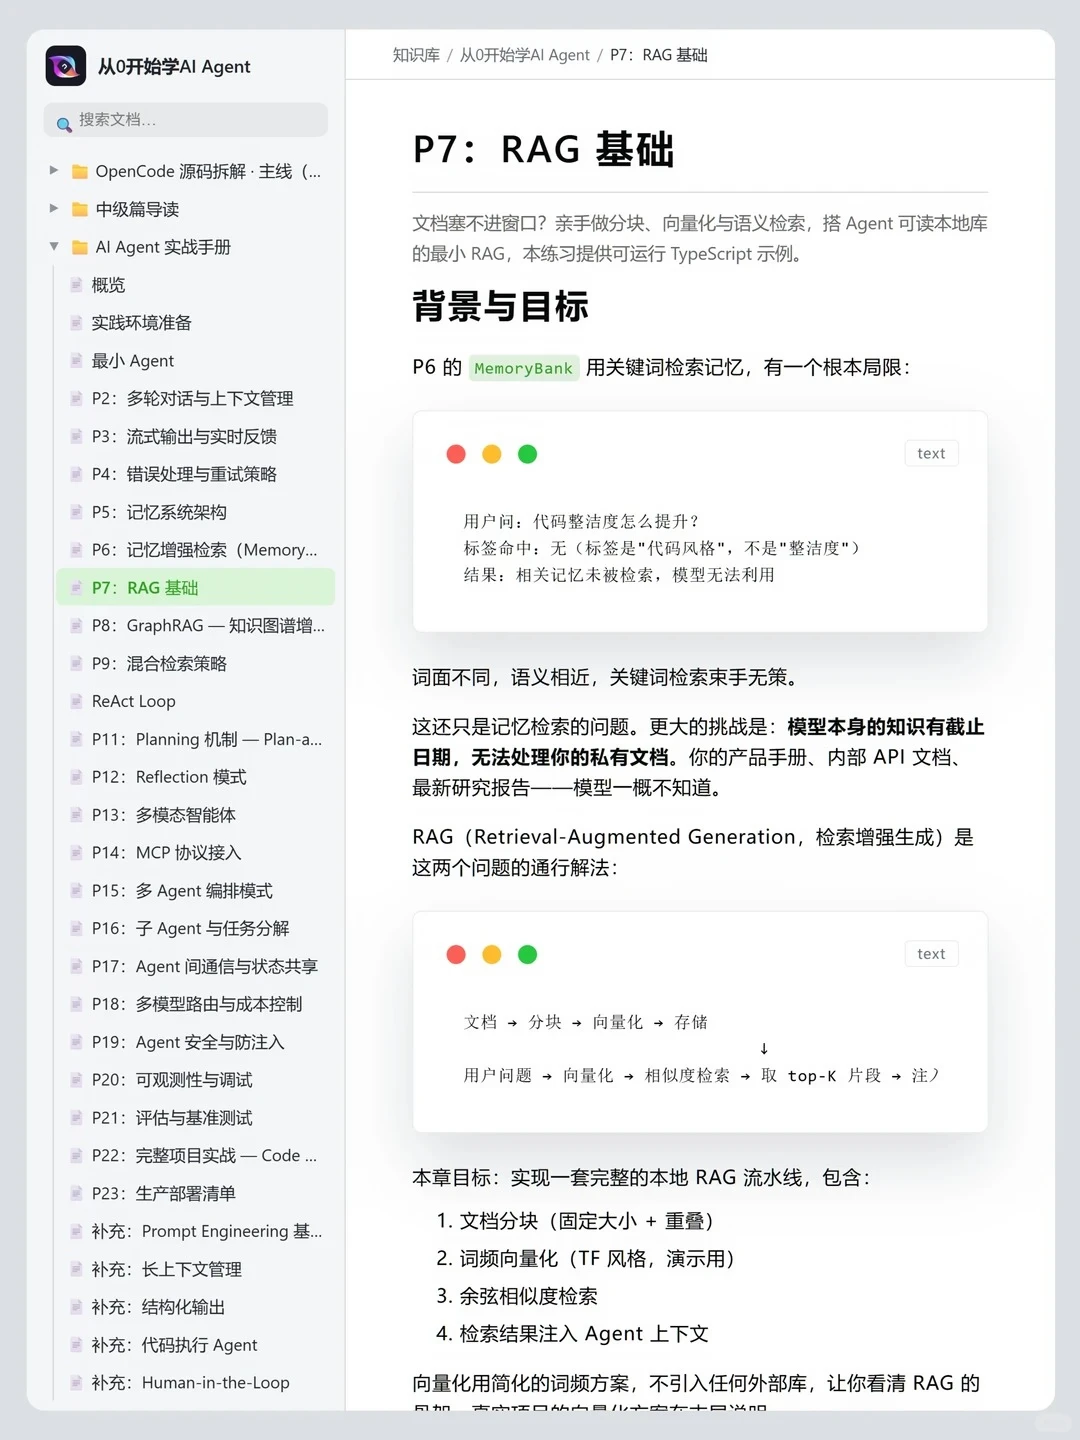 从0开始学AI Agent
搜索文档...
OpenCode 源码拆解 · 主线（...
中级篇导读
AI Agent 实战手册
概览
实践环境准备
最小 Agent
P2：多轮对话与上下文管理
P3：流式输出与实时反馈
P4：错误处理与重试策略
P5：记忆系统架构
P6：记忆增强检索（Memory...
P7：RAG 基础
P8：GraphRAG — 知识图谱增...
P9：混合检索策略
ReAct Loop
P11：Planning 机制 — Plan-a...
P12：Reflection 模式
P13：多模态智能体
P14：MCP 协议接入
P15：多 Agent 编排模式
P16：子 Agent 与任务分解
P17：Agent 间通信与状态共享
P18：多模型路由与成本控制
P19：Agent 安全与防注入
P20：可观测性与调试
P21：评估与基准测试
P22：完整项目实战 — Code ...
P23：生产部署清单
补充：Prompt Engineering 基...
补充：长上下文管理
补充：结构化输出
补充：代码执行 Agent
补充：Human-in-the-Loop
知识库 / 从0开始学AI Agent / P7：RAG 基础
P7：RAG 基础
文档塞不进窗口？亲手做分块、向量化与语义检索，搭 Agent 可读本地库
的最小 RAG，本练习提供可运行 TypeScript 示例。
背景与目标
P6 的 MemoryBank 用关键词检索记忆，有一个根本局限：
text
用户问：代码整洁度怎么提升？
标签命中：无（标签是"代码风格"，不是"整洁度"）
结果：相关记忆未被检索，模型无法利用
词面不同，语义相近，关键词检索束手无策。
这还只是记忆检索的问题。更大的挑战是：模型本身的知识有截止
日期，无法处理你的私有文档。你的产品手册、内部 API 文档、
最新研究报告——模型一概不知道。
RAG（Retrieval-Augmented Generation，检索增强生成）是
这两个问题的通行解法：
text
文档 → 分块 → 向量化 → 存储
↓
用户问题 → 向量化 → 相似度检索 → 取 top-K 片段 → 注
本章目标：实现一套完整的本地 RAG 流水线，包含：
1. 文档分块（固定大小 + 重叠）
2. 词频向量化（TF 风格，演示用）
3. 余弦相似度检索
4. 检索结果注入 Agent 上下文
向量化用简化的词频方案，不引入任何外部库，让你看清 RAG 的